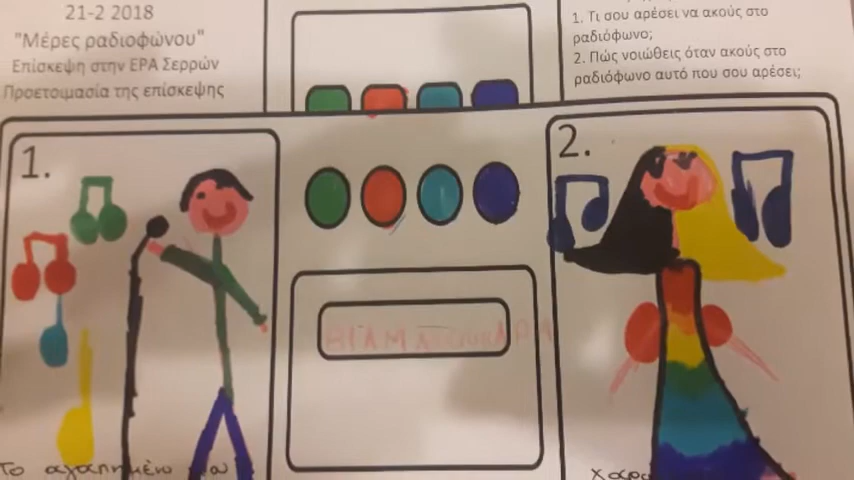 21-2 2018
"Μέρες ραδιοφώνου"
Επίσκεψη στην ΕΡΑ Σερρών
Προετοιμασία της επίσκεψης
1. Τι σου αρέσει να ακούς στο
ραδιόφωνο;
2. Πώς νοιώθεις όταν ακούς στο
ραδιόφωνο αυτό που σου αρέσει;
1.
2.
Το αγαπημένο μου
χαρά